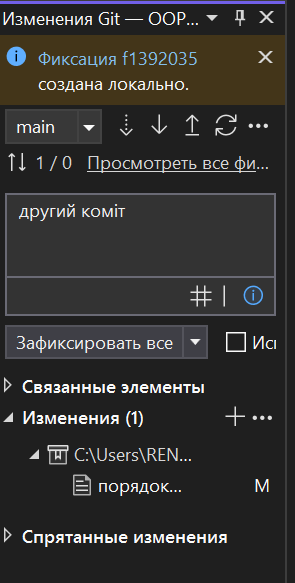 Изменения Git — OOP...
Фиксация f1392035
создана локально.
main
1 / 0 Просмотреть все фи...
другий коміт
Зафиксировать все Исп
Связанные элементы
Изменения (1)
C:\Users\REN...
порядок... M
Спрятанные изменения